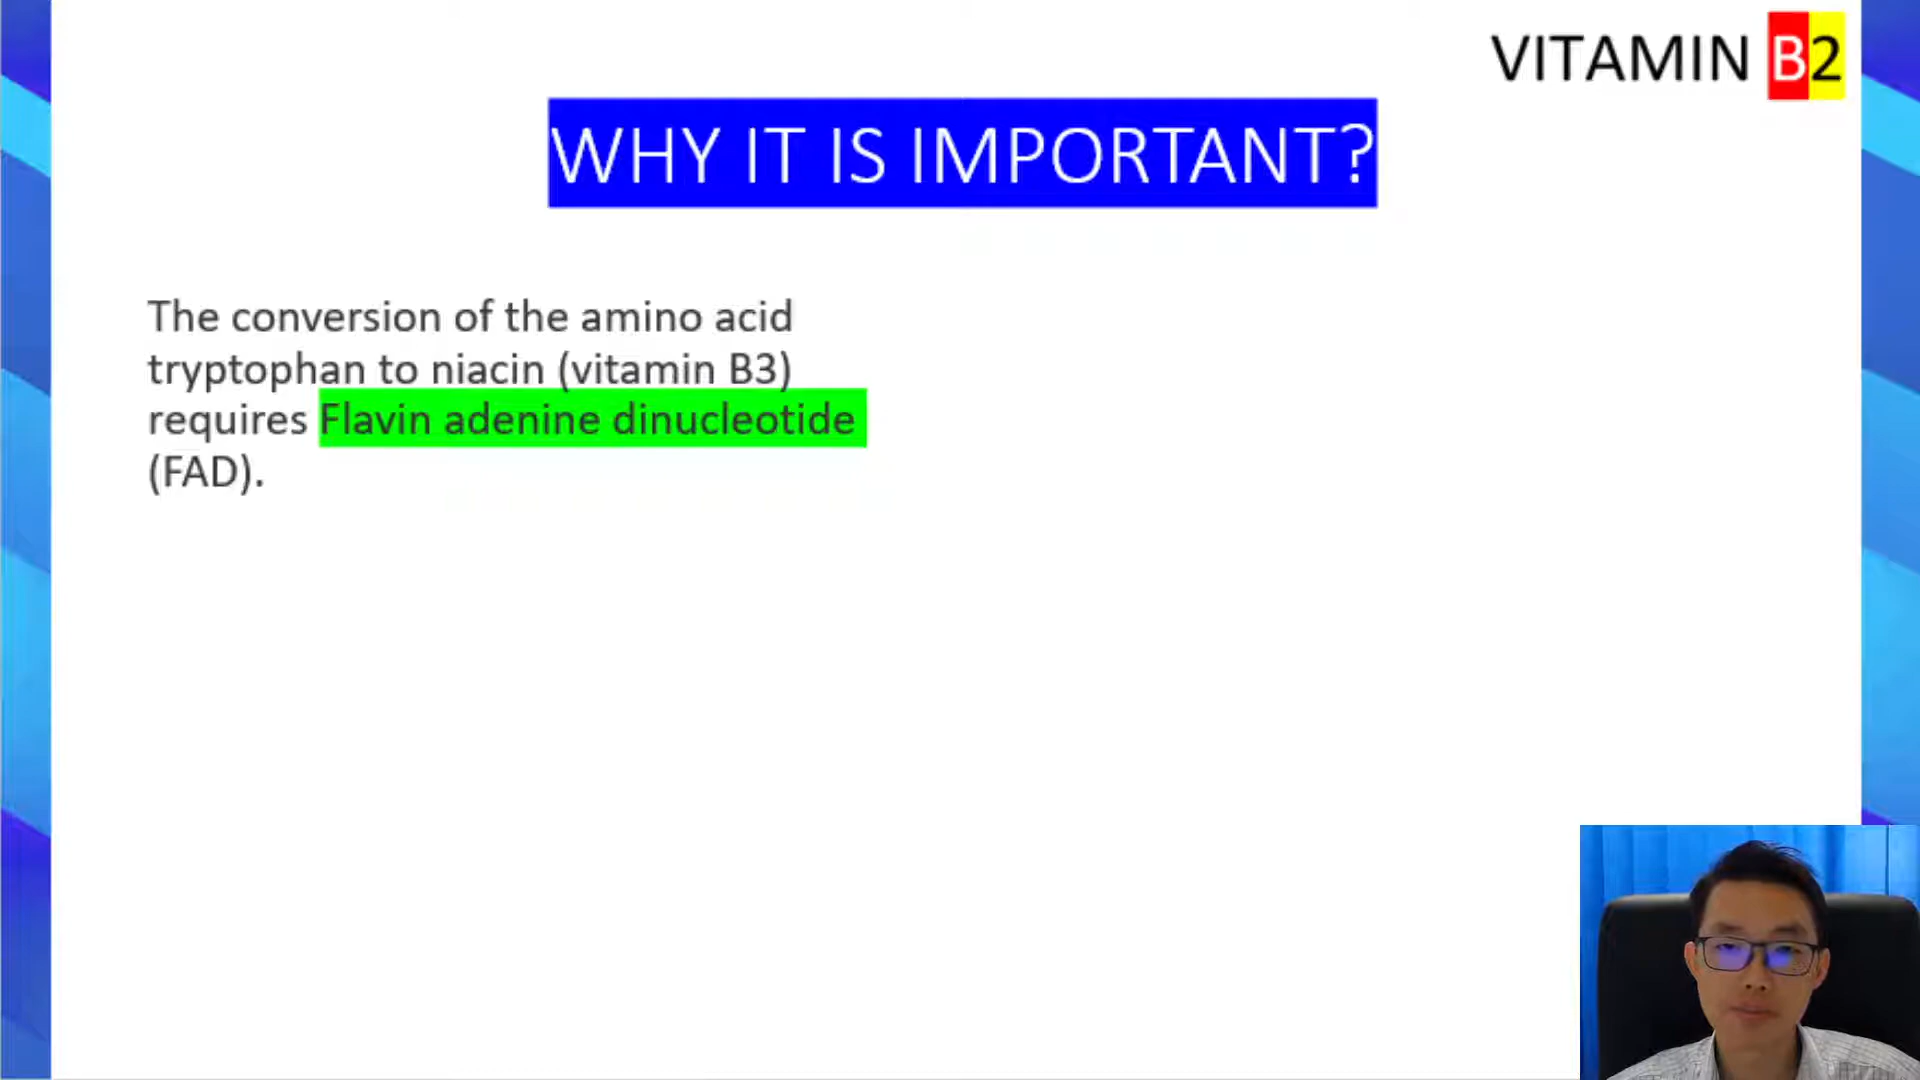 VITAMIN B2
WHY IT IS IMPORTANT?
The conversion of the amino acid
tryptophan to niacin (vitamin B3)
requires Flavin adenine dinucleotide
(FAD).